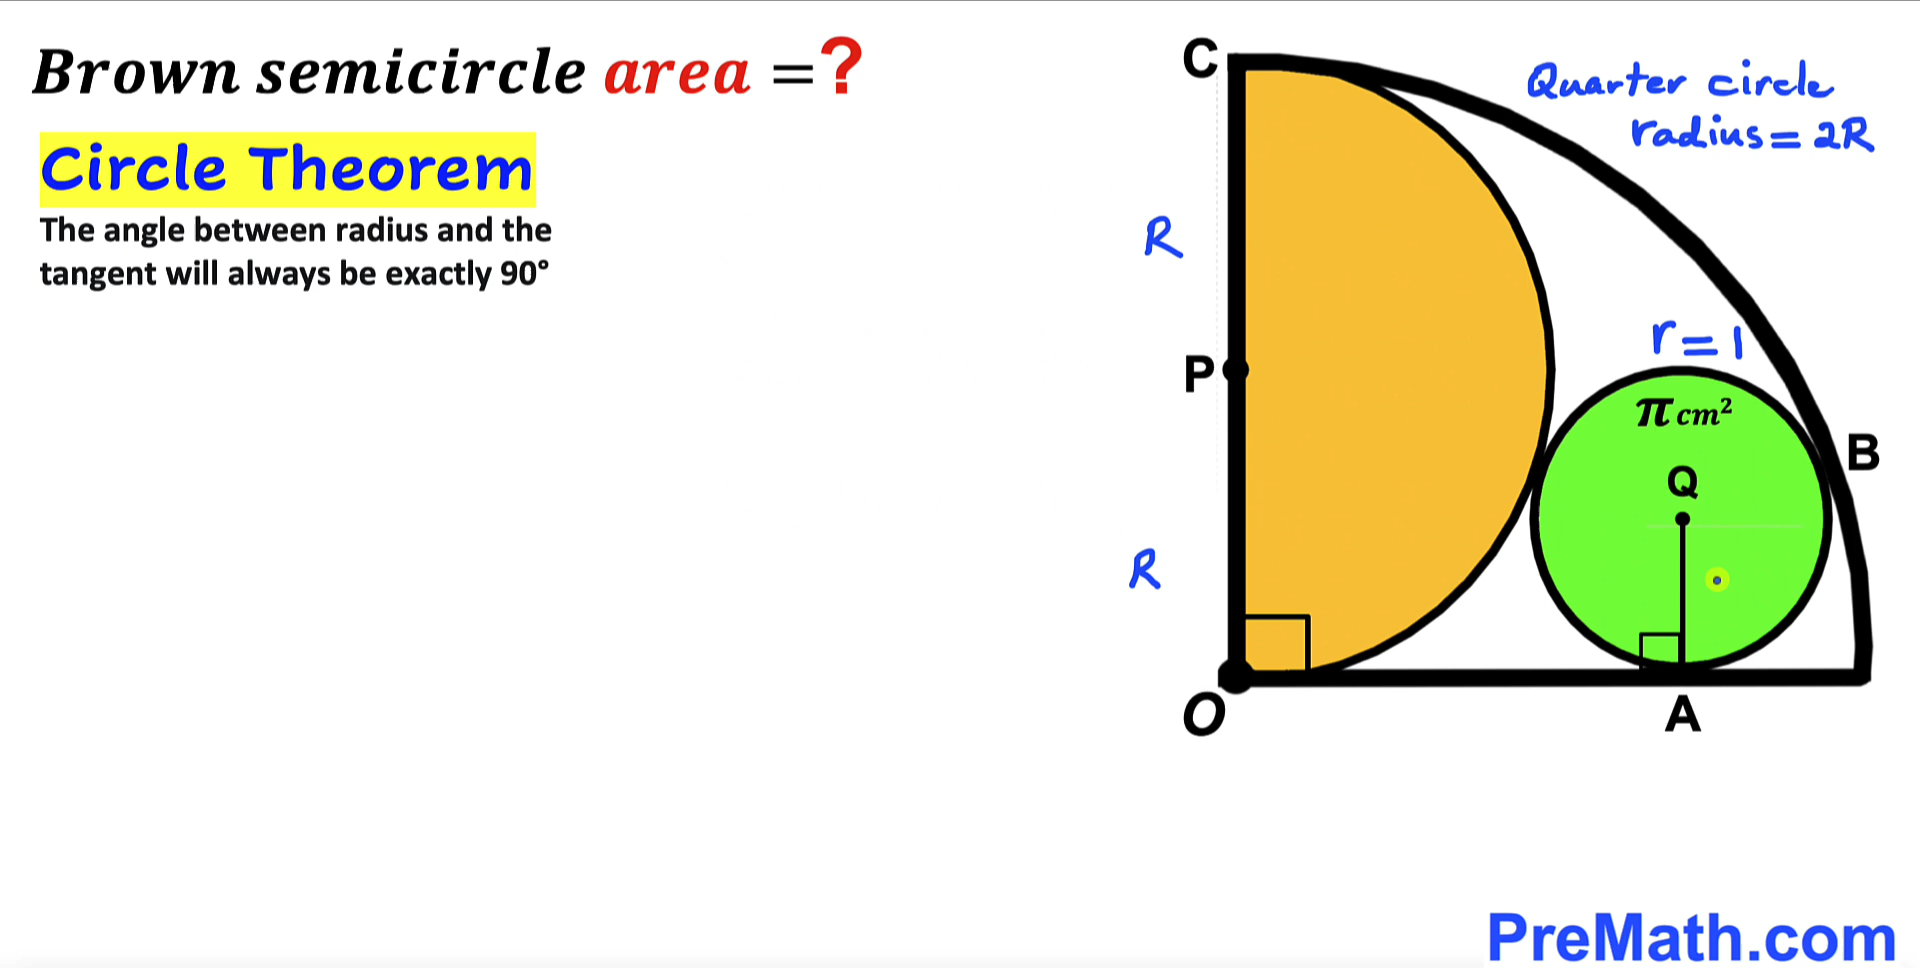 Brown semicircle area =?
Circle Theorem
The angle between radius and the
tangent will always be exactly 90°
C
Quarter circle
radius = 2R
R
r = 1
P
π cm²
B
Q
R
O
A
PreMath.com